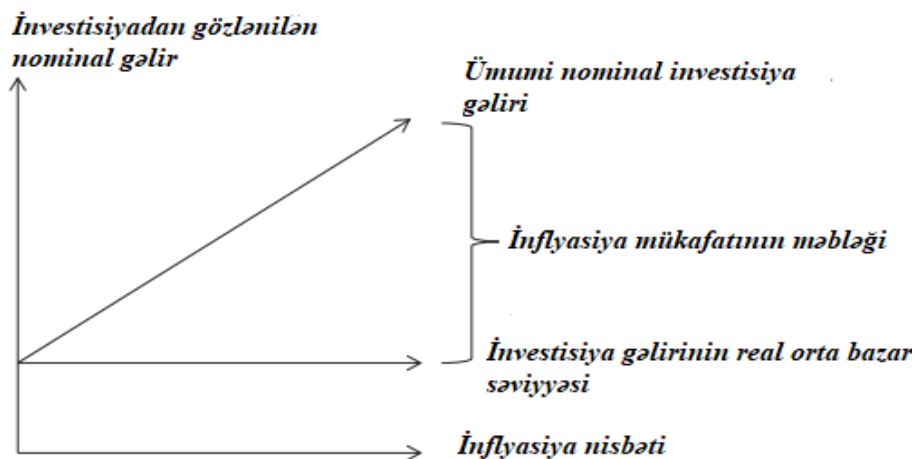 İnvestisiyadan gözlənilən
nominal gəlir
Ümumi nominal investisiya
gəliri
İnflyasiya mükafatının məbləği
İnvestisiya gəlirinin real orta bazar
səviyyəsi
İnflyasiya nisbəti